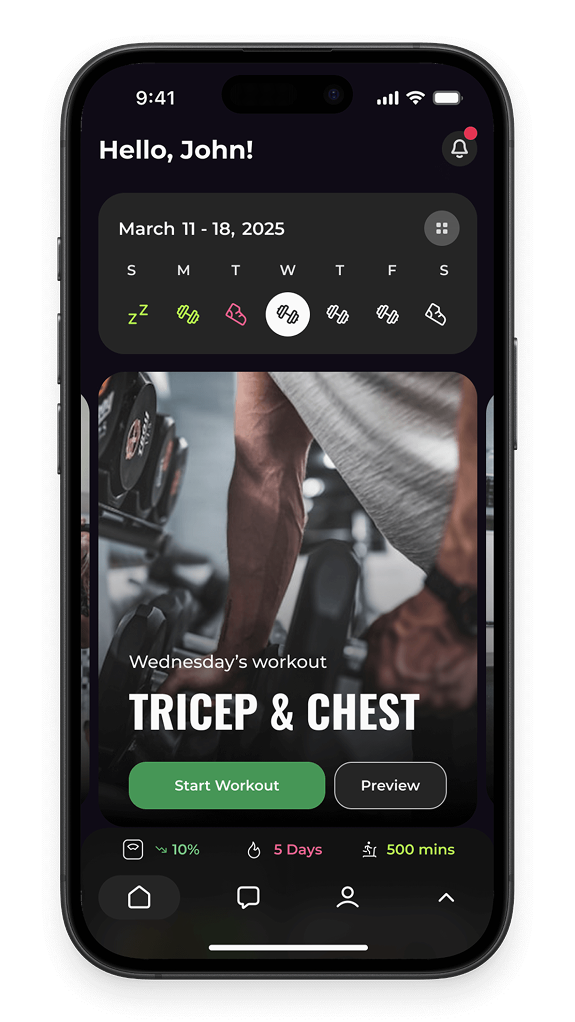 9:41
Hello, John!
March 11 - 18, 2025
S M T W T F S
z Z
Wednesday's workout
TRICEP & CHEST
Start Workout Preview
10% 5 Days 500 mins